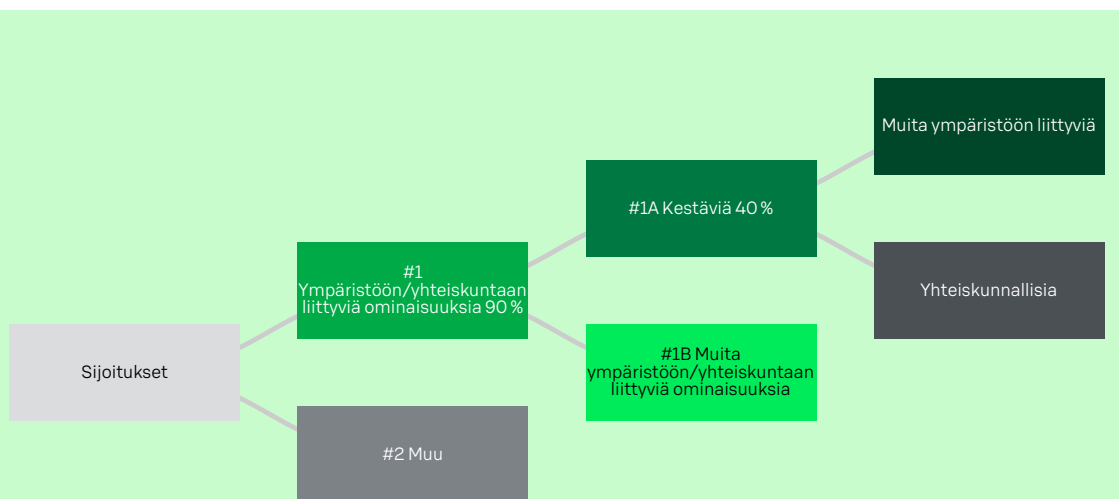 Muita ympäristöön liittyviä
#1A Kestäviä 40 %
#1
Ympäristöön/yhteiskuntaan
liittyviä ominaisuuksia 90 %
Yhteiskunnallisia
Sijoitukset
#1B Muita
ympäristöön/yhteiskuntaan
liittyviä ominaisuuksia
#2 Muu